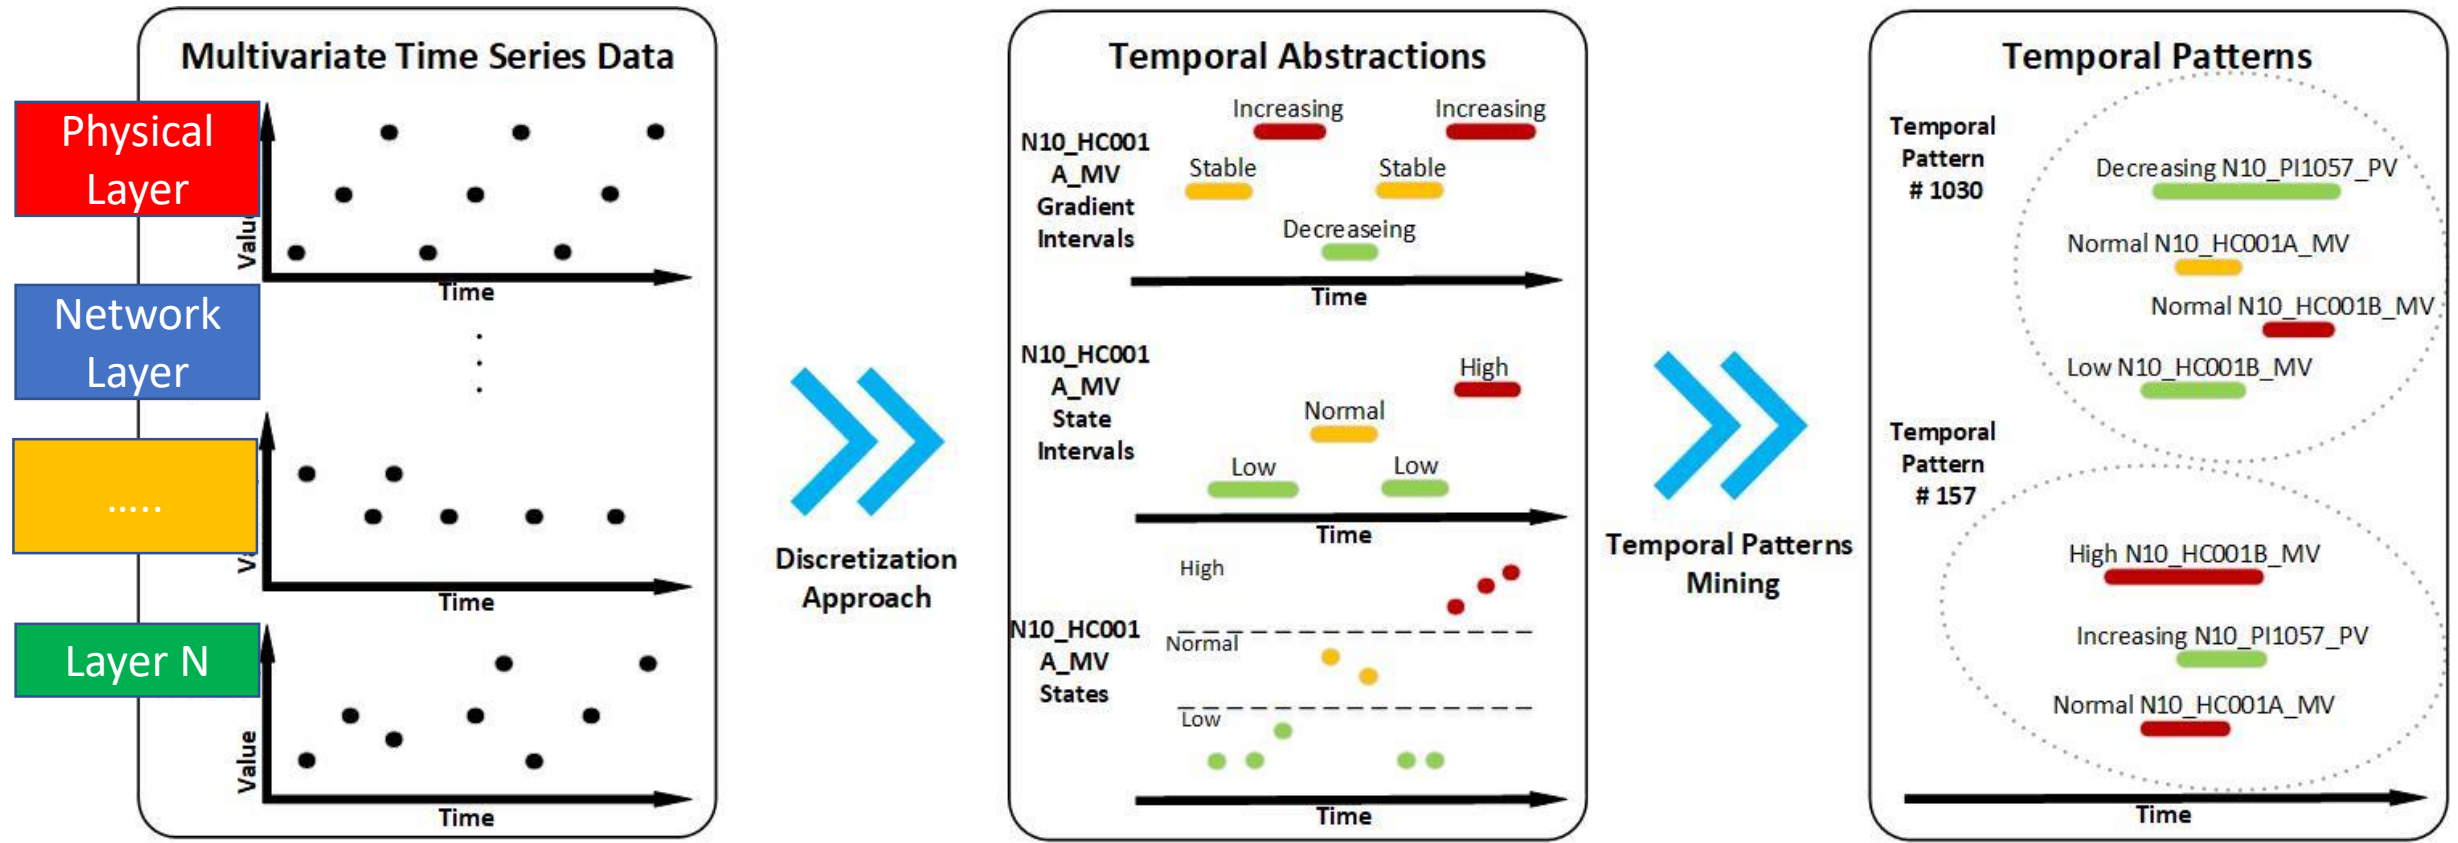 Multivariate Time Series Data
Physical
Layer
Value
Time
Network
Layer
.....
Time
Layer N
Value
Time
Discretization
Approach
Temporal Abstractions
N10_HC001
A_MV
Gradient
Intervals
Increasing
Increasing
Stable
Stable
Decreaseing
Time
N10_HC001
A_MV
State
Intervals
High
Normal
Low
Low
Time
N10_HC001
A_MV
States
High
Normal
Low
Time
Temporal Patterns
Mining
Temporal Patterns
Temporal
Pattern
# 1030
Decreasing N10_PI1057_PV
Normal N10_HC001A_MV
Normal N10_HC001B_MV
Low N10_HC001B_MV
Temporal
Pattern
# 157
High N10_HC001B_MV
Increasing N10_PI1057_PV
Normal N10_HC001A_MV
Time